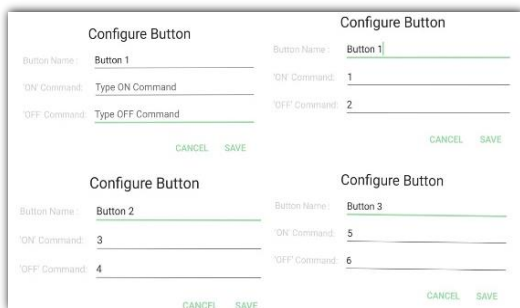 Configure Button
Button Name : Button 1
'ON' Command: Type ON Command
'OFF' Command: Type OFF Command
CANCEL SAVE
Configure Button
Button Name : Button 1
'ON' Command: 1
'OFF' Command: 2
CANCEL SAVE
Configure Button
Button Name : Button 2
'ON' Command: 3
'OFF' Command: 4
CANCEL SAVE
Configure Button
Button Name : Button 3
'ON' Command: 5
'OFF' Command: 6
CANCEL SAVE